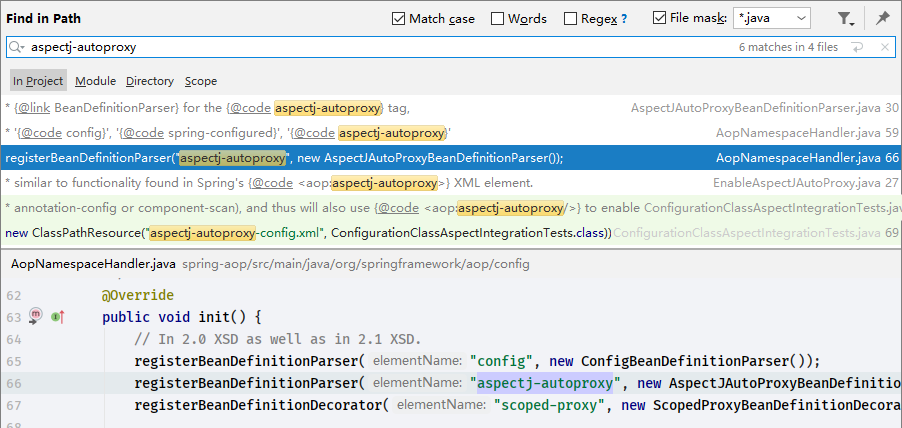 Find in Path Match case Words Regex ? File mask: *.java
aspectj-autoproxy 6 matches in 4 files
In Project Module Directory Scope
* {@link BeanDefinitionParser} for the {@code aspectj-autoproxy} tag, AspectJAutoProxyBeanDefinitionParser.java 30
* '{@code config}', '{@code spring-configured}', '{@code aspectj-autoproxy}' AopNamespaceHandler.java 59
registerBeanDefinitionParser("aspectj-autoproxy", new AspectJAutoProxyBeanDefinitionParser()); AopNamespaceHandler.java 66
* similar to functionality found in Spring's {@code <aop:aspectj-autoproxy>} XML element. EnableAspectJAutoProxy.java 27
* annotation-config or component-scan), and thus will also use {@code <aop:aspectj-autoproxy/>} to enable ConfigurationClassAspectIntegrationTests.java
new ClassPathResource("aspectj-autoproxy-config.xml", ConfigurationClassAspectIntegrationTests.class)) ConfigurationClassAspectIntegrationTests.java 69
AopNamespaceHandler.java spring-aop/src/main/java/org/springframework/aop/config
62 @Override
63 public void init() {
64 // In 2.0 XSD as well as in 2.1 XSD.
65 registerBeanDefinitionParser( elementName: "config", new ConfigBeanDefinitionParser());
66 registerBeanDefinitionParser( elementName: "aspectj-autoproxy", new AspectJAutoProxyBeanDefinitio
67 registerBeanDefinitionDecorator( elementName: "scoped-proxy", new ScopedProxyBeanDefinitionDecora